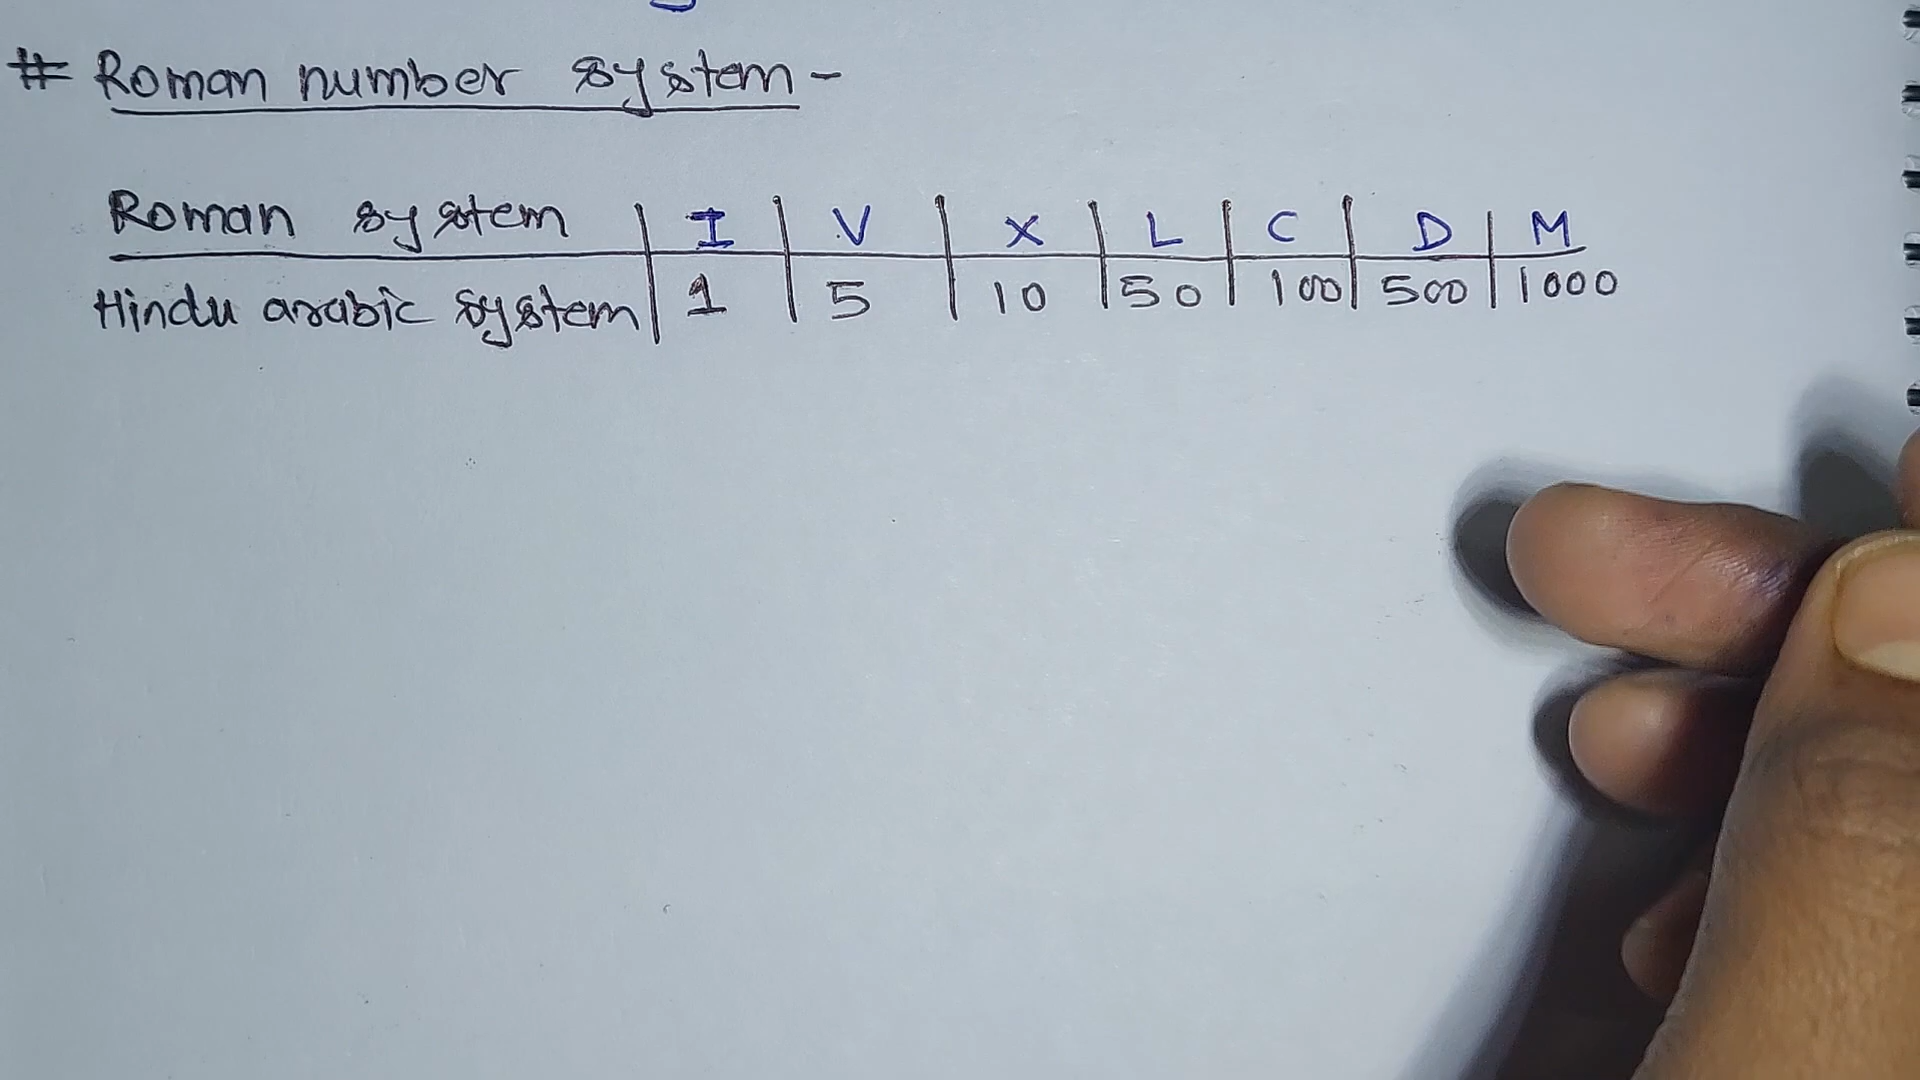 # Roman number system -
Roman system | I | V | X | L | C | D | M
Hindu arabic system | 1 | 5 | 10 | 50 | 100 | 500 | 1000